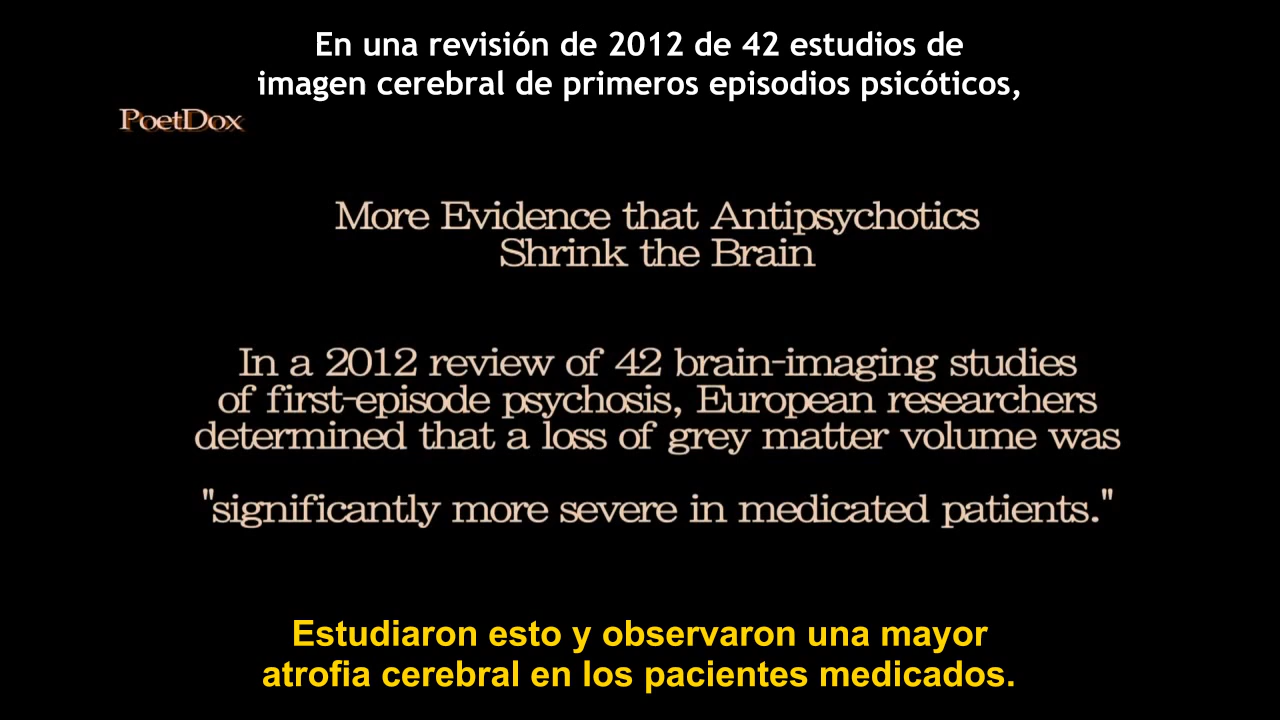 En una revisión de 2012 de 42 estudios de
imagen cerebral de primeros episodios psicóticos,
PoetDox
More Evidence that Antipsychotics
Shrink the Brain
In a 2012 review of 42 brain-imaging studies
of first-episode psychosis, European researchers
determined that a loss of grey matter volume was
"significantly more severe in medicated patients."
Estudiaron esto y observaron una mayor
atrofia cerebral en los pacientes medicados.